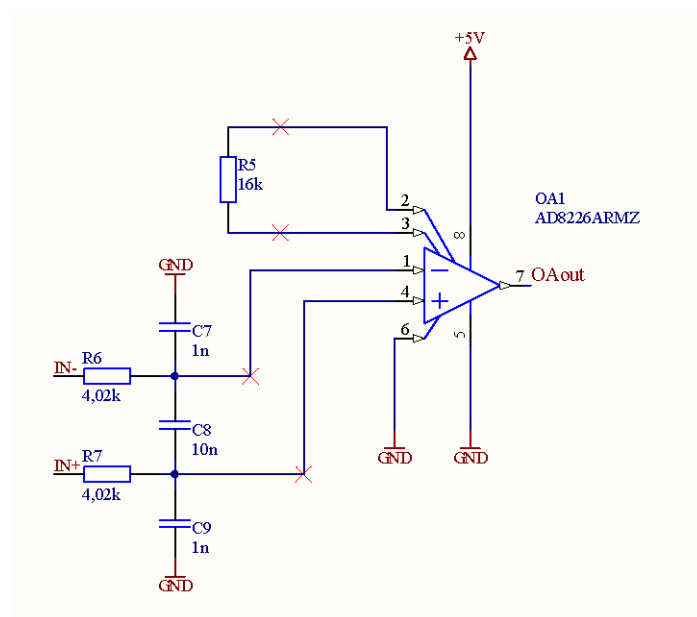 +5V
R5
16k
OA1
AD8226ARMZ
2
3
8
1
4
7
OAout
6
5
GND
C7
1n
IN-
R6
4,02k
C8
10n
GND
GND
IN+
R7
4,02k
C9
1n
GND